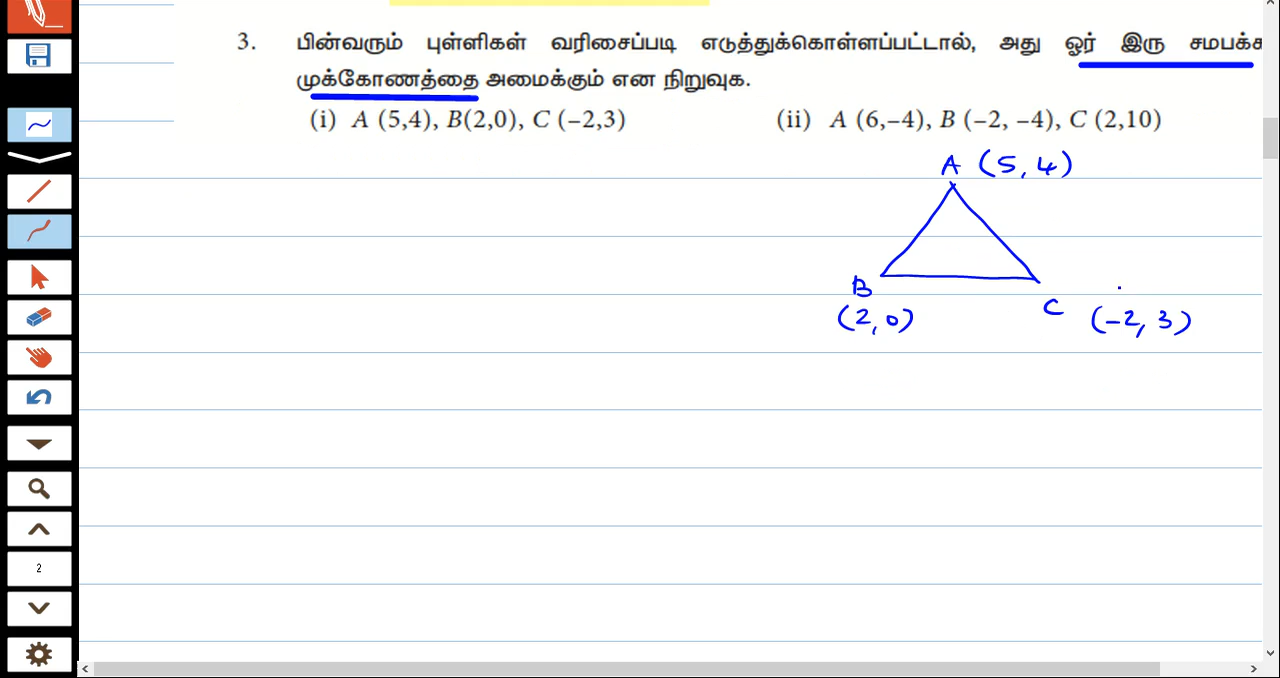 3. பின்வரும் புள்ளிகள் வரிசைப்படி எடுத்துக்கொள்ளப்பட்டால், அது ஓர் இரு சமபக்க
முக்கோணத்தை அமைக்கும் என நிறுவுக.
(i) A (5,4), B(2,0), C (−2,3) (ii) A (6,−4), B (−2, −4), C (2,10)
A (5, 4)
B
C
(2, 0) (−2, 3)
2